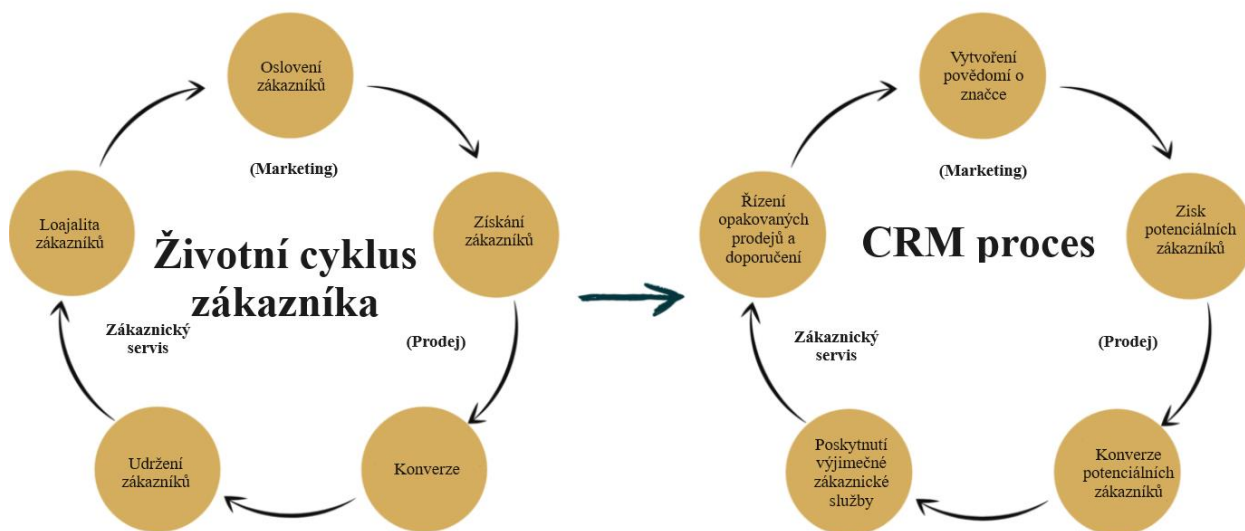 Oslovení
zákazníků
(Marketing)
Získání
zákazníků
Životní cyklus
zákazníka
(Prodej)
Konverze
Udržení
zákazníků
Zákaznický
servis
Loajalita
zákazníků
Vytvoření
povědomí o
značce
(Marketing)
Zisk
potenciálních
zákazníků
CRM proces
(Prodej)
Konverze
potenciálních
zákazníků
Poskytnutí
výjimečné
zákaznické
služby
Zákaznický
servis
Řízení
opakovaných
prodejů a
doporučení